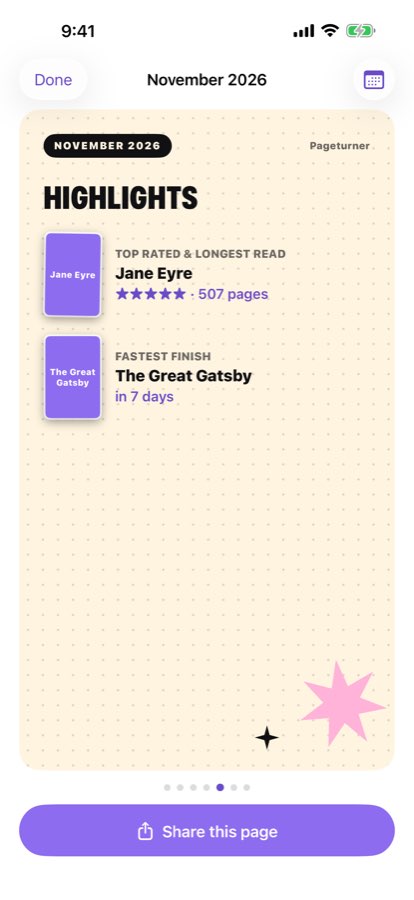 9:41
Done
November 2026
NOVEMBER 2026
Pageturner
HIGHLIGHTS
Jane Eyre
TOP RATED & LONGEST READ
Jane Eyre
★★★★★ · 507 pages
The Great
Gatsby
FASTEST FINISH
The Great Gatsby
in 7 days
Share this page